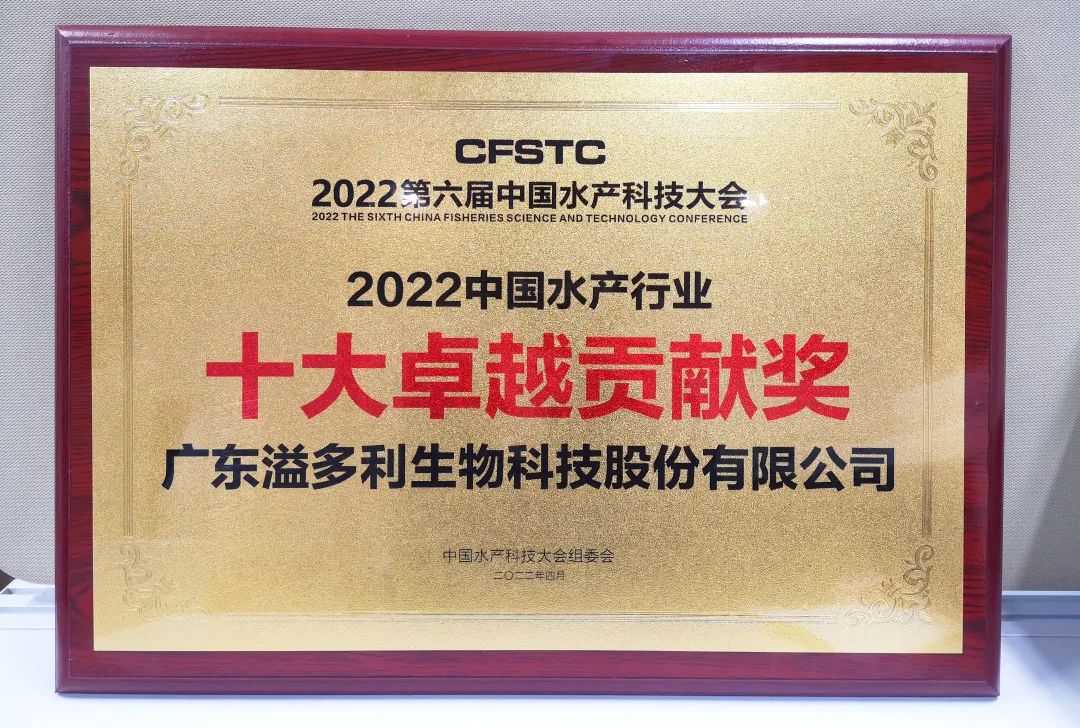 CFSTC
2022第六届中国水产科技大会
2022 THE SIXTH CHINA FISHERIES SCIENCE AND TECHNOLOGY CONFERENCE
2022中国水产行业
十大卓越贡献奖
广东溢多利生物科技股份有限公司
中国水产科技大会组委会
二〇二二年四月